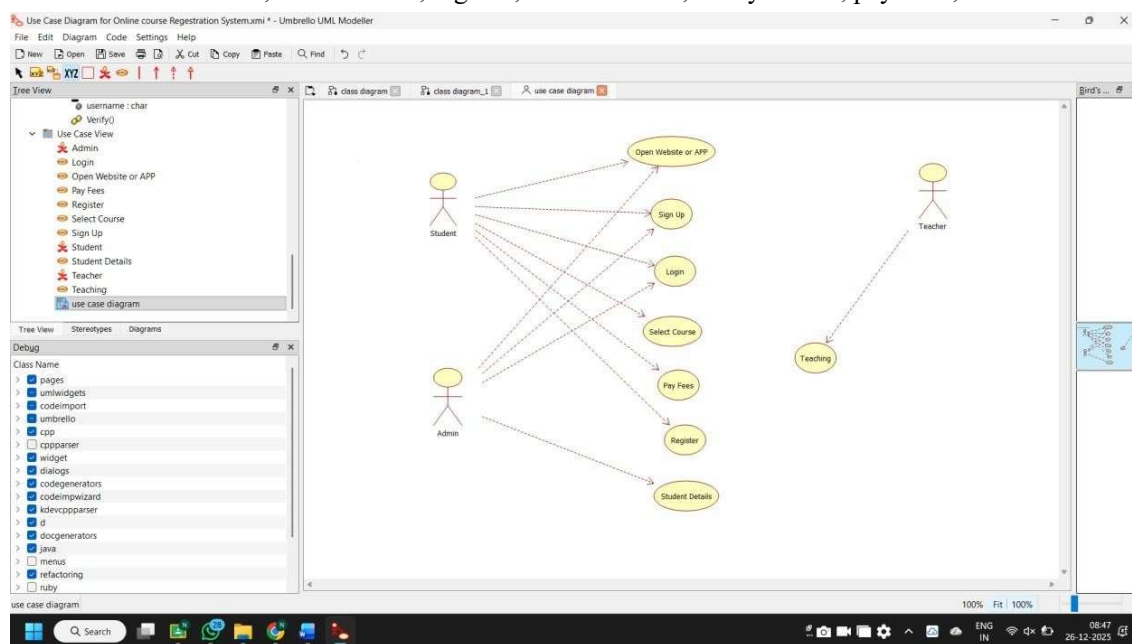 Use Case Diagram for Online course Regestration System.xmi * - Umbrello UML Modeller
File Edit Diagram Code Settings Help
New Open Save Cut Copy Paste Find
XYZ
Tree View
class diagram class diagram_1 use case diagram
Bird's ...
username : char
Verify()
Use Case View
Admin
Login
Open Website or APP
Pay Fees
Register
Select Course
Sign Up
Student
Student Details
Teacher
Teaching
use case diagram
Tree View Stereotypes Diagrams
Debug
Class Name
pages
umlwidgets
codeimport
umbrello
cpp
cppparser
widget
dialogs
codegenerators
codeimpwizard
kdevcppparser
d
docgenerators
java
menus
refactoring
ruby
Open Website or APP
Sign Up
Student
Teacher
Login
Select Course
Teaching
Pay Fees
Admin
Register
Student Details
use case diagram
100% Fit 100%
Search
28
ENG
IN
08:47
26-12-2025